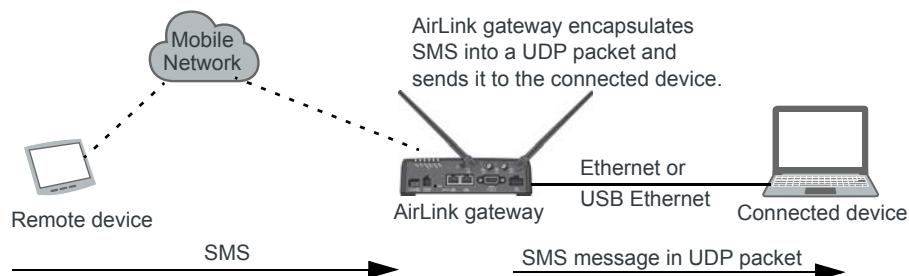 Mobile
Network
AirLink gateway encapsulates
SMS into a UDP packet and
sends it to the connected device.
Ethernet or
USB Ethernet
Remote device
AirLink gateway
Connected device
SMS
SMS message in UDP packet